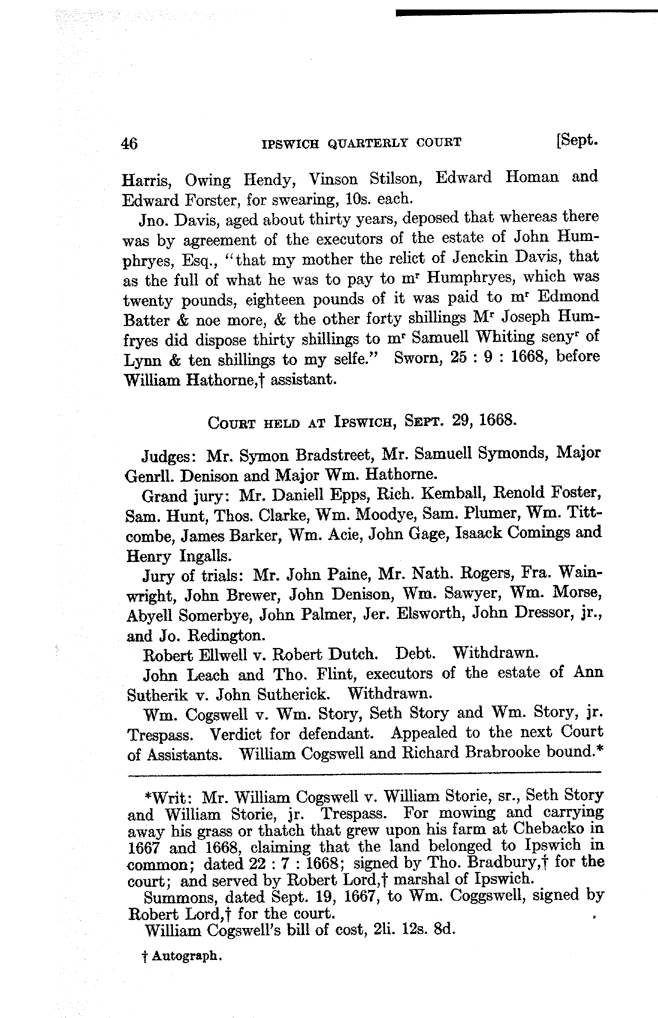 46 IPSWICH QUARTERLY COURT [Sept.
Harris, Owing Hendy, Vinson Stilson, Edward Homan and
Edward Forster, for swearing, 10s. each.
Jno. Davis, aged about thirty years, deposed that whereas there
was by agreement of the executors of the estate of John Hum-
phryes, Esq., "that my mother the relict of Jenckin Davis, that
as the full of what he was to pay to mʳ Humphryes, which was
twenty pounds, eighteen pounds of it was paid to mʳ Edmond
Batter & noe more, & the other forty shillings Mʳ Joseph Hum-
fryes did dispose thirty shillings to mʳ Samuell Whiting senyʳ of
Lynn & ten shillings to my selfe." Sworn, 25 : 9 : 1668, before
William Hathorne,† assistant.
COURT HELD AT IPSWICH, SEPT. 29, 1668.
Judges: Mr. Symon Bradstreet, Mr. Samuell Symonds, Major
Genrll. Denison and Major Wm. Hathorne.
Grand jury: Mr. Daniell Epps, Rich. Kemball, Renold Foster,
Sam. Hunt, Thos. Clarke, Wm. Moodye, Sam. Plumer, Wm. Titt-
combe, James Barker, Wm. Acie, John Gage, Isaack Comings and
Henry Ingalls.
Jury of trials: Mr. John Paine, Mr. Nath. Rogers, Fra. Wain-
wright, John Brewer, John Denison, Wm. Sawyer, Wm. Morse,
Abyell Somerbye, John Palmer, Jer. Elsworth, John Dressor, jr.,
and Jo. Redington.
Robert Ellwell v. Robert Dutch. Debt. Withdrawn.
John Leach and Tho. Flint, executors of the estate of Ann
Sutherik v. John Sutherick. Withdrawn.
Wm. Cogswell v. Wm. Story, Seth Story and Wm. Story, jr.
Trespass. Verdict for defendant. Appealed to the next Court
of Assistants. William Cogswell and Richard Brabrooke bound.*
*Writ: Mr. William Cogswell v. William Storie, sr., Seth Story
and William Storie, jr. Trespass. For mowing and carrying
away his grass or thatch that grew upon his farm at Chebacko in
1667 and 1668, claiming that the land belonged to Ipswich in
common; dated 22 : 7 : 1668; signed by Tho. Bradbury,† for the
court; and served by Robert Lord,† marshal of Ipswich.
Summons, dated Sept. 19, 1667, to Wm. Coggswell, signed by
Robert Lord,† for the court.
William Cogswell's bill of cost, 2li. 12s. 8d.
† Autograph.